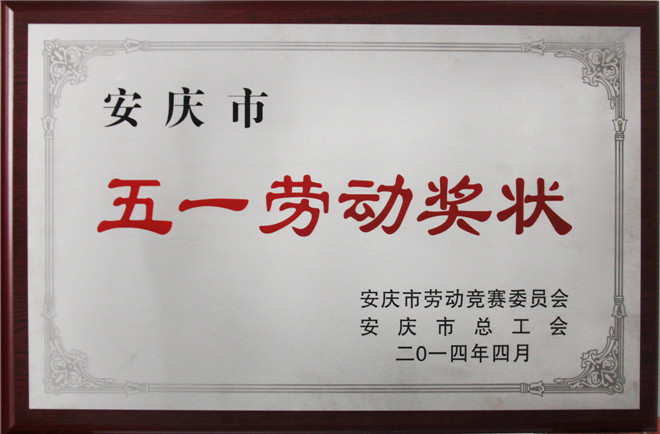 安庆市
五一劳动奖状
安庆市劳动竞赛委员会
安庆市总工会
二〇一四年四月